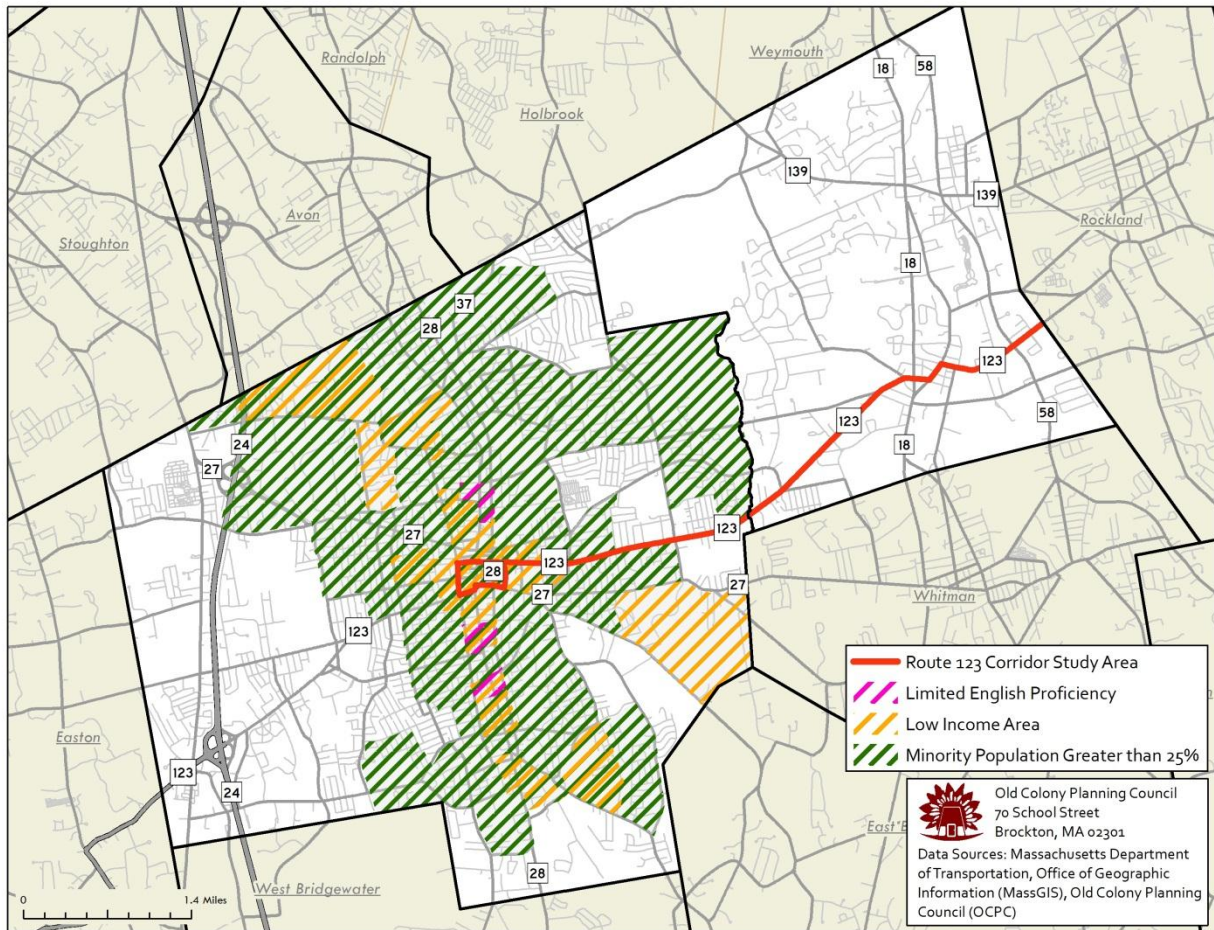 Weymouth
Randolph
18
58
Holbrook
139
139
Avon
Rockland
Stoughton
18
37
28
123
123
24
58
27
18
27
123
123
28
27
27
Whitman
123
Route 123 Corridor Study Area
Limited English Proficiency
Low Income Area
Minority Population Greater than 25%
Easton
123
24
Old Colony Planning Council
70 School Street
Brockton, MA 02301
Data Sources: Massachusetts Department
of Transportation, Office of Geographic
Information (MassGIS), Old Colony Planning
Council (OCPC)
East
28
West Bridgewater
0
1.4 Miles